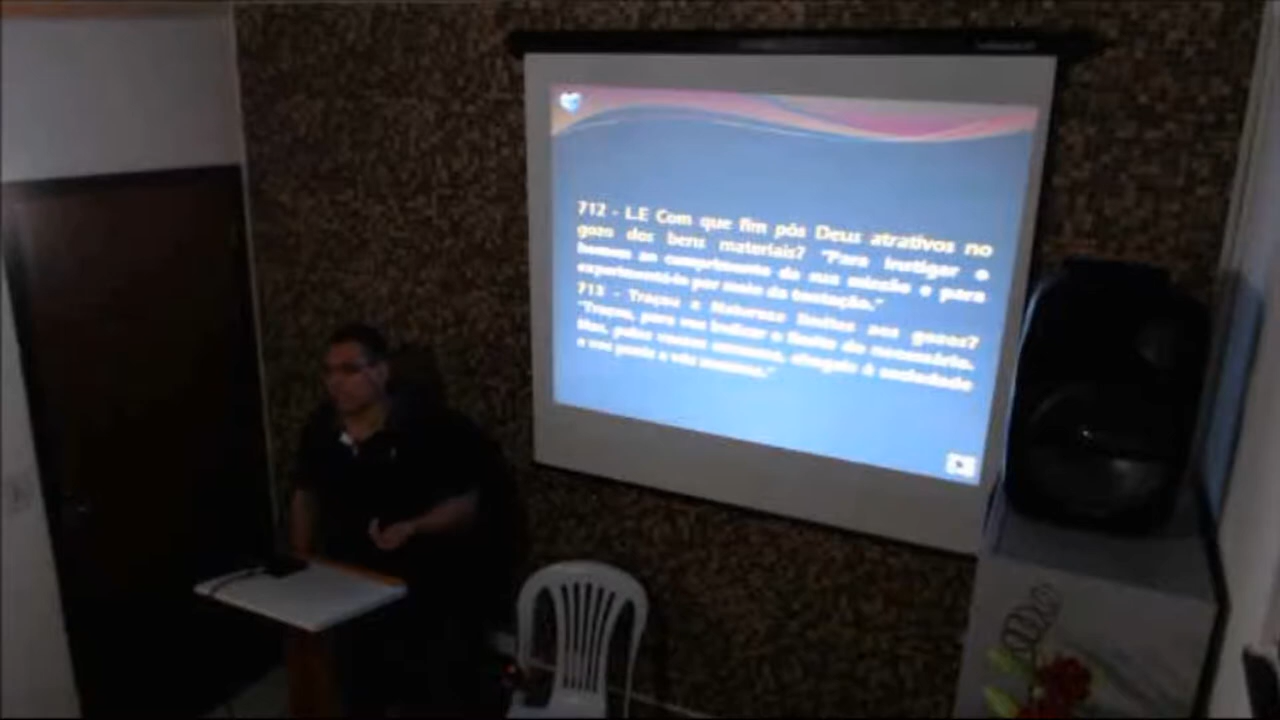 712 - L.E Com que fim pôs Deus atrativos no
gozo dos bens materiais? "Para instigar o
homem ao cumprimento da sua missão e para
experimentá-lo por meio da tentação."
713 - Traçou a Natureza limites aos gozos?
"Traçou, para vos indicar o limite do necessário.
Mas, pelos vossos excessos, chegais à saciedade
e vos punis a vós mesmos."